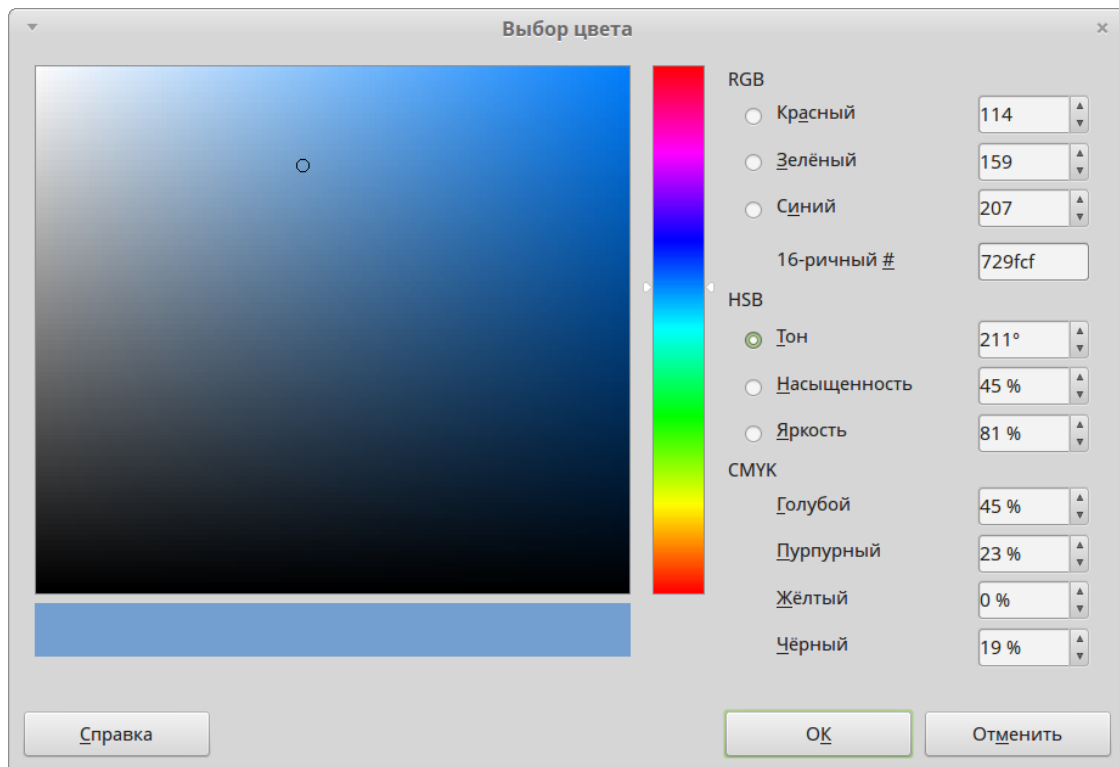 Выбор цвета
RGB
Красный 114
Зелёный 159
Синий 207
16-ричный # 729fcf
HSB
Тон 211°
Насыщенность 45 %
Яркость 81 %
CMYK
Голубой 45 %
Пурпурный 23 %
Жёлтый 0 %
Чёрный 19 %
Справка ОК Отменить